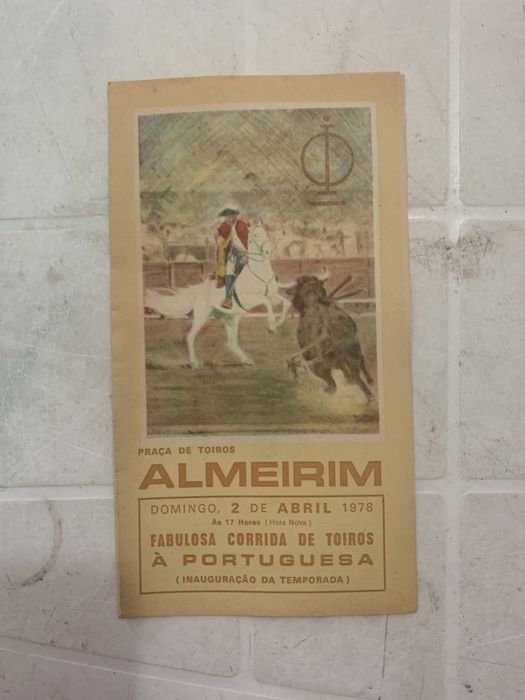 PRAÇA DE TOIROS
ALMEIRIM
DOMINGO, 2 DE ABRIL 1978
Às 17 Horas (Hora Nova)
FABULOSA CORRIDA DE TOIROS
À PORTUGUESA
(INAUGURAÇÃO DA TEMPORADA)